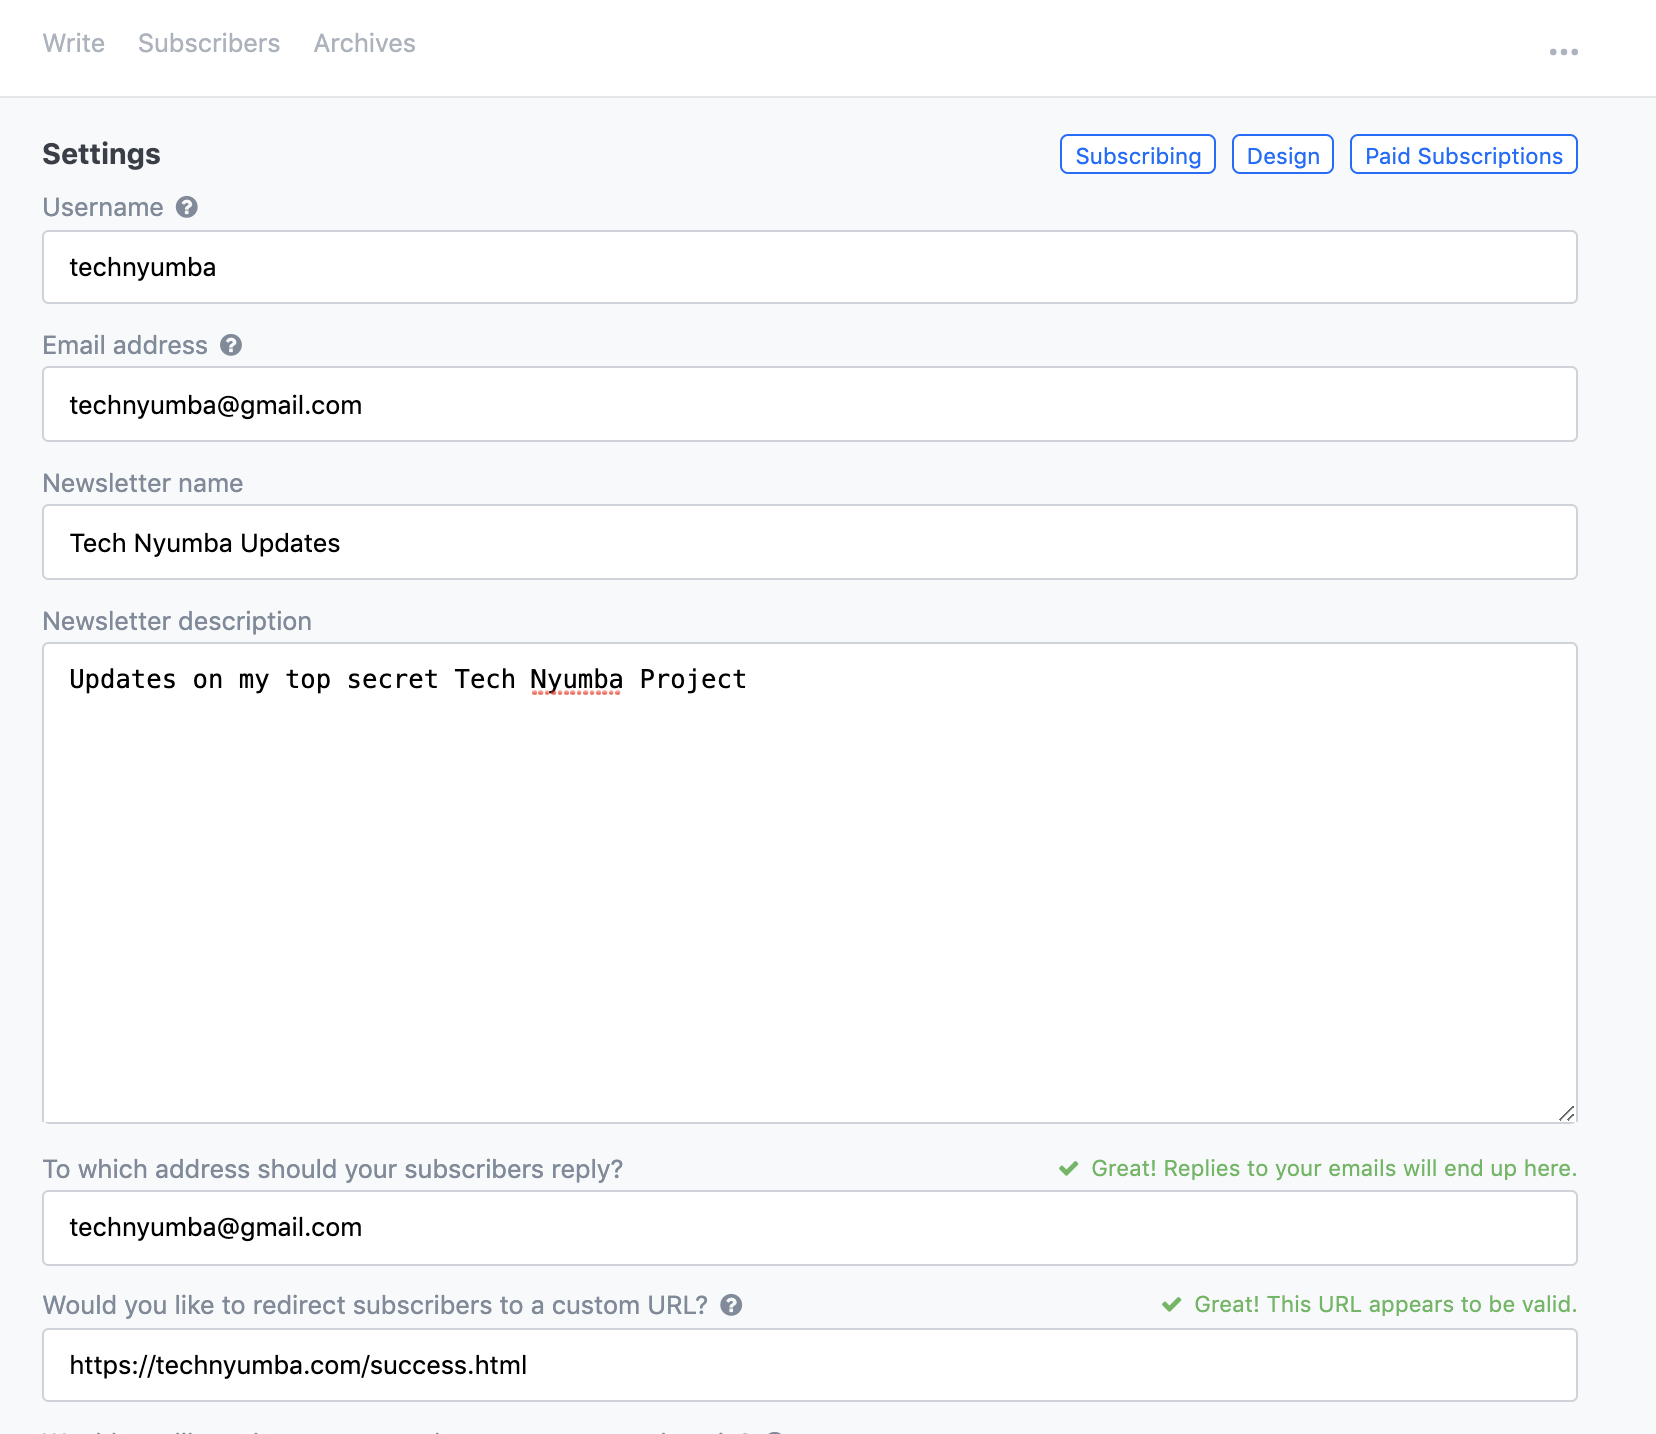 Write Subscribers Archives
Settings
Subscribing Design Paid Subscriptions
Username
technyumba
Email address
technyumba@gmail.com
Newsletter name
Tech Nyumba Updates
Newsletter description
Updates on my top secret Tech Nyumba Project
To which address should your subscribers reply?
Great! Replies to your emails will end up here.
technyumba@gmail.com
Would you like to redirect subscribers to a custom URL?
Great! This URL appears to be valid.
https://technyumba.com/success.html